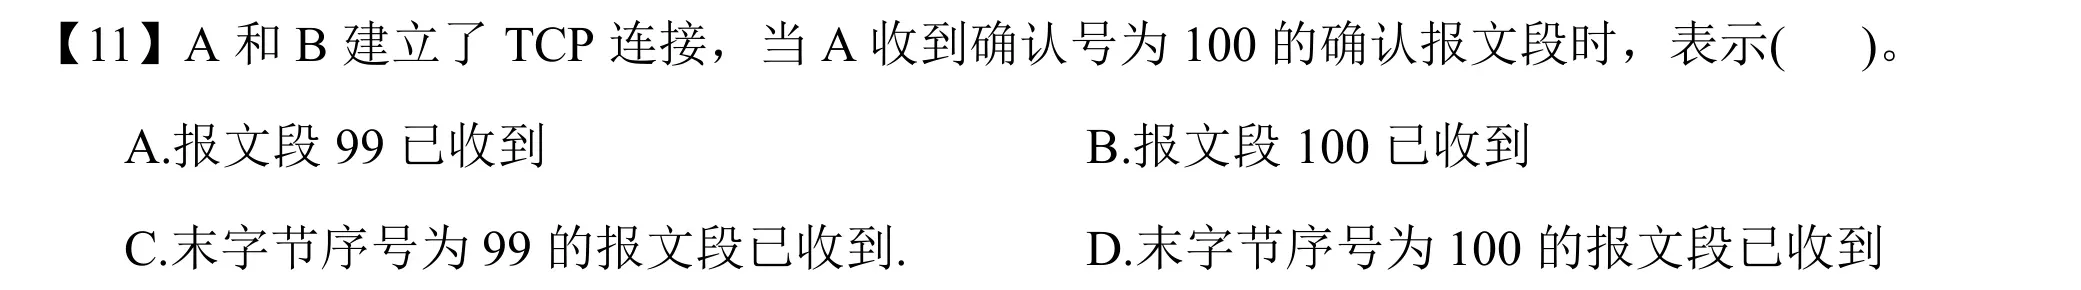 【11】A 和 B 建立了 TCP 连接，当 A 收到确认号为 100 的确认报文段时，表示(    )。
A.报文段 99 已收到 B.报文段 100 已收到
C.末字节序号为 99 的报文段已收到. D.末字节序号为 100 的报文段已收到